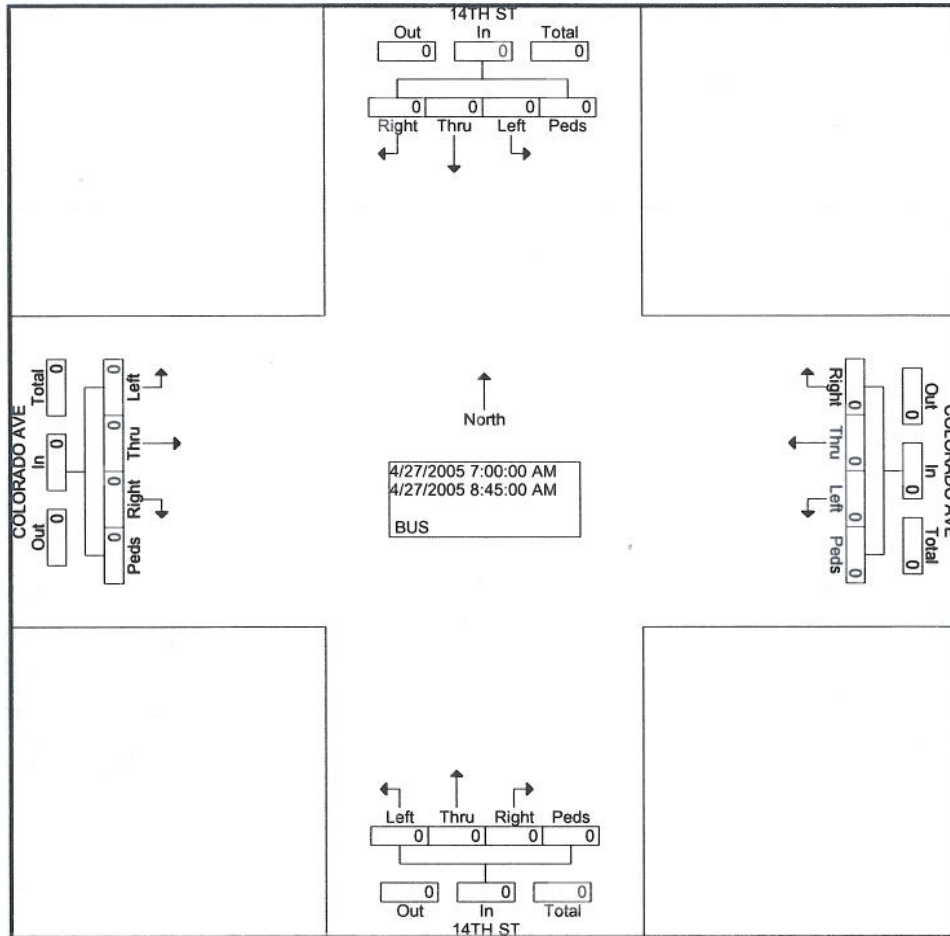 14TH ST
Out In Total
0 0 0
0 0 0 0
Right Thru Left Peds
COLORADO AVE
Total In Out
0 0 0
0 0 0 0
Left Thru Right Peds
North
4/27/2005 7:00:00 AM
4/27/2005 8:45:00 AM
BUS
Right Thru Left Peds
0 0 0 0
Out In Total
0 0 0
COLORADO AVE
Left Thru Right Peds
0 0 0 0
0 0 0
Out In Total
14TH ST